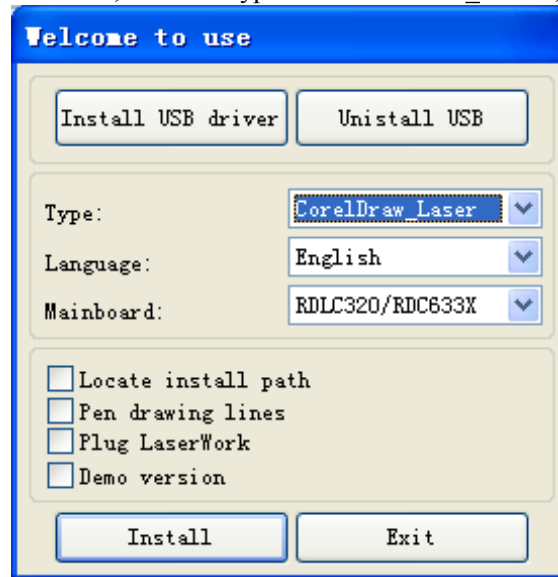 Welcome to use
Install USB driver Unistall USB
Type: CorelDraw_Laser
Language: English
Mainboard: RDLC320/RDC633X
Locate install path
Pen drawing lines
Plug LaserWork
Demo version
Install Exit